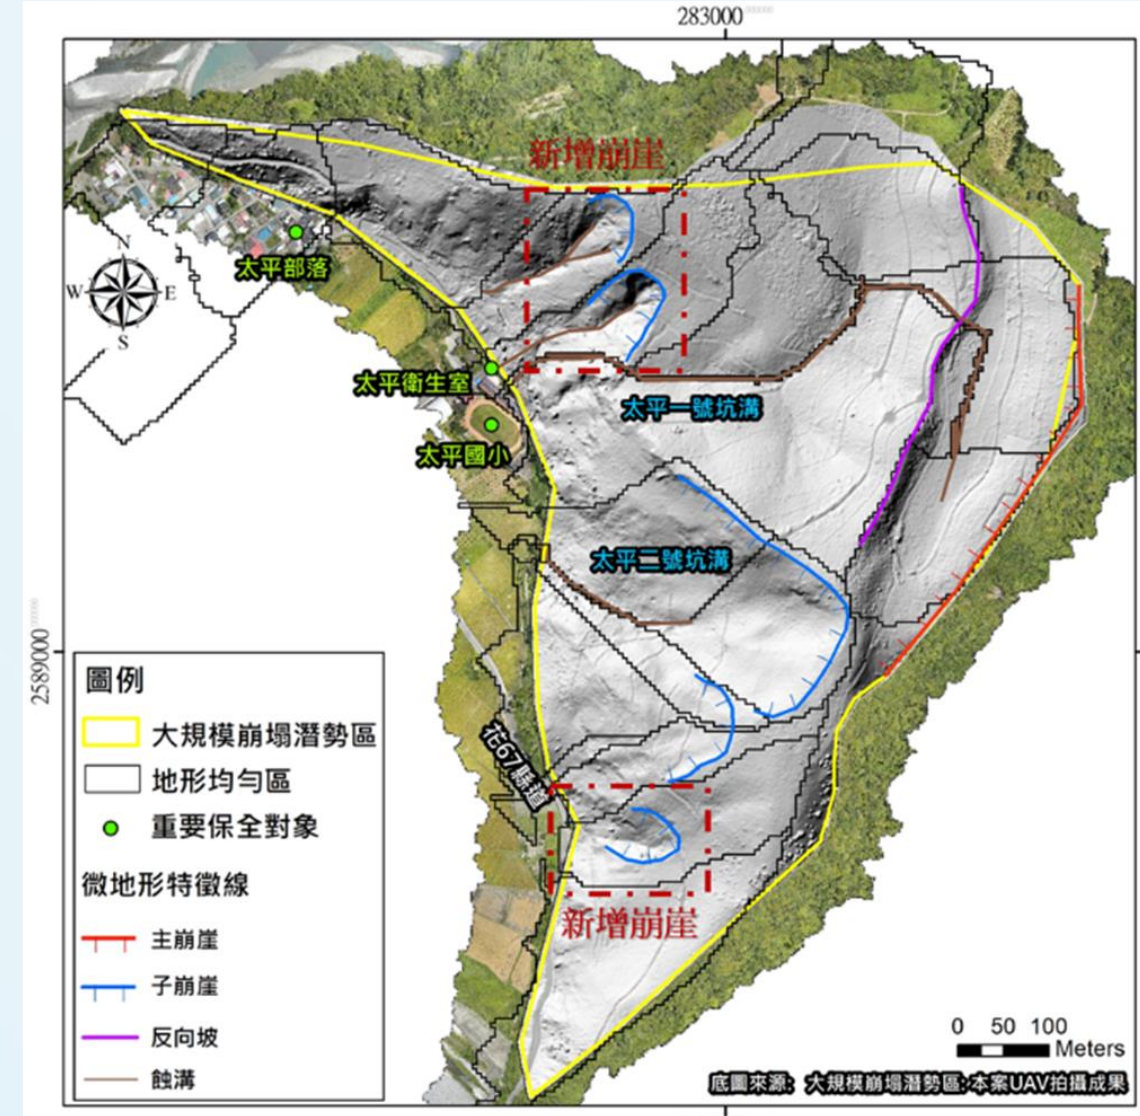 283000
新增崩崖
N
W E
S
太平部落
太平衛生室
太平一號坑溝
太平國小
太平二號坑溝
2589000
花67縣道
新增崩崖
圖例
大規模崩塌潛勢區
地形均勻區
重要保全對象
微地形特徵線
主崩崖
子崩崖
反向坡
蝕溝
0 50 100
Meters
底圖來源: 大規模崩塌潛勢區:本案UAV拍攝成果